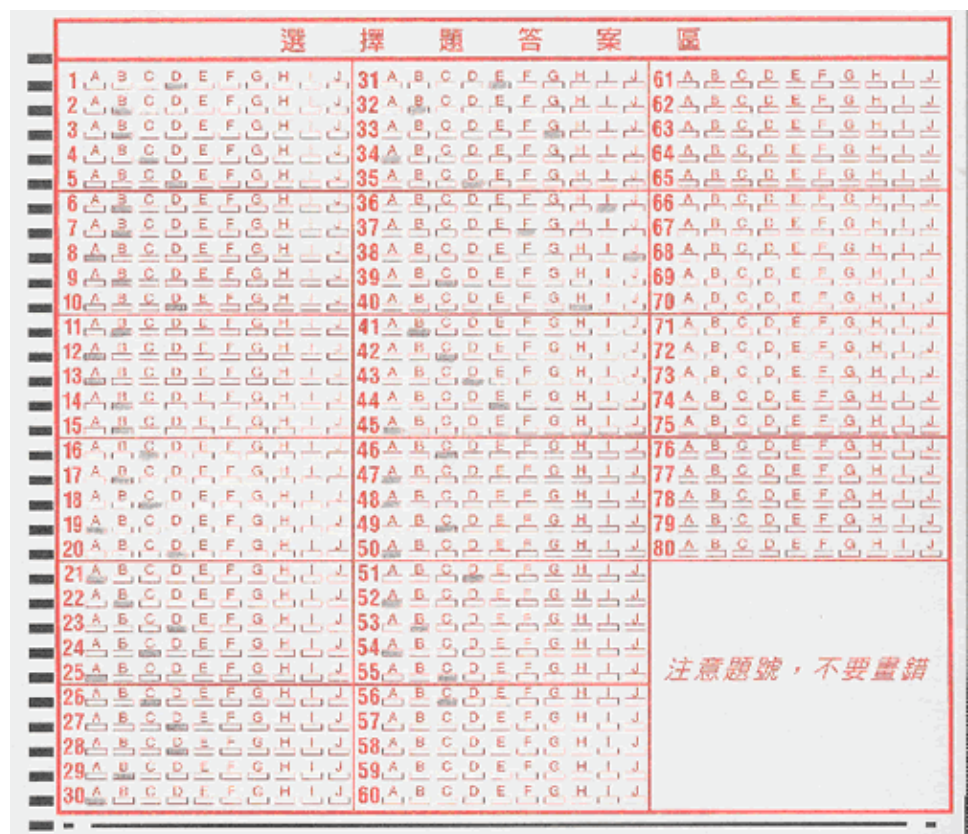 選擇題答案區
1 A B C D E F G H I J
2 A B C D E F G H I J
3 A B C D E F G H I J
4 A B C D E F G H I J
5 A B C D E F G H I J
6 A B C D E F G H I J
7 A B C D E F G H I J
8 A B C D E F G H I J
9 A B C D E F G H I J
10 A B C D E F G H I J
11 A B C D E F G H I J
12 A B C D E F G H I J
13 A B C D E F G H I J
14 A B C D E F G H I J
15 A B C D E F G H I J
16 A B C D E F G H I J
17 A B C D E F G H I J
18 A B C D E F G H I J
19 A B C D E F G H I J
20 A B C D E F G H I J
21 A B C D E F G H I J
22 A B C D E F G H I J
23 A B C D E F G H I J
24 A B C D E F G H I J
25 A B C D E F G H I J
26 A B C D E F G H I J
27 A B C D E F G H I J
28 A B C D E F G H I J
29 A B C D E F G H I J
30 A B C D E F G H I J
31 A B C D E F G H I J
32 A B C D E F G H I J
33 A B C D E F G H I J
34 A B C D E F G H I J
35 A B C D E F G H I J
36 A B C D E F G H I J
37 A B C D E F G H I J
38 A B C D E F G H I J
39 A B C D E F G H I J
40 A B C D E F G H I J
41 A B C D E F G H I J
42 A B C D E F G H I J
43 A B C D E F G H I J
44 A B C D E F G H I J
45 A B C D E F G H I J
46 A B C D E F G H I J
47 A B C D E F G H I J
48 A B C D E F G H I J
49 A B C D E F G H I J
50 A B C D E F G H I J
51 A B C D E F G H I J
52 A B C D E F G H I J
53 A B C D E F G H I J
54 A B C D E F G H I J
55 A B C D E F G H I J
56 A B C D E F G H I J
57 A B C D E F G H I J
58 A B C D E F G H I J
59 A B C D E F G H I J
60 A B C D E F G H I J
61 A B C D E F G H I J
62 A B C D E F G H I J
63 A B C D E F G H I J
64 A B C D E F G H I J
65 A B C D E F G H I J
66 A B C D E F G H I J
67 A B C D E F G H I J
68 A B C D E F G H I J
69 A B C D E F G H I J
70 A B C D E F G H I J
71 A B C D E F G H I J
72 A B C D E F G H I J
73 A B C D E F G H I J
74 A B C D E F G H I J
75 A B C D E F G H I J
76 A B C D E F G H I J
77 A B C D E F G H I J
78 A B C D E F G H I J
79 A B C D E F G H I J
80 A B C D E F G H I J
注意題號，不要畫錯